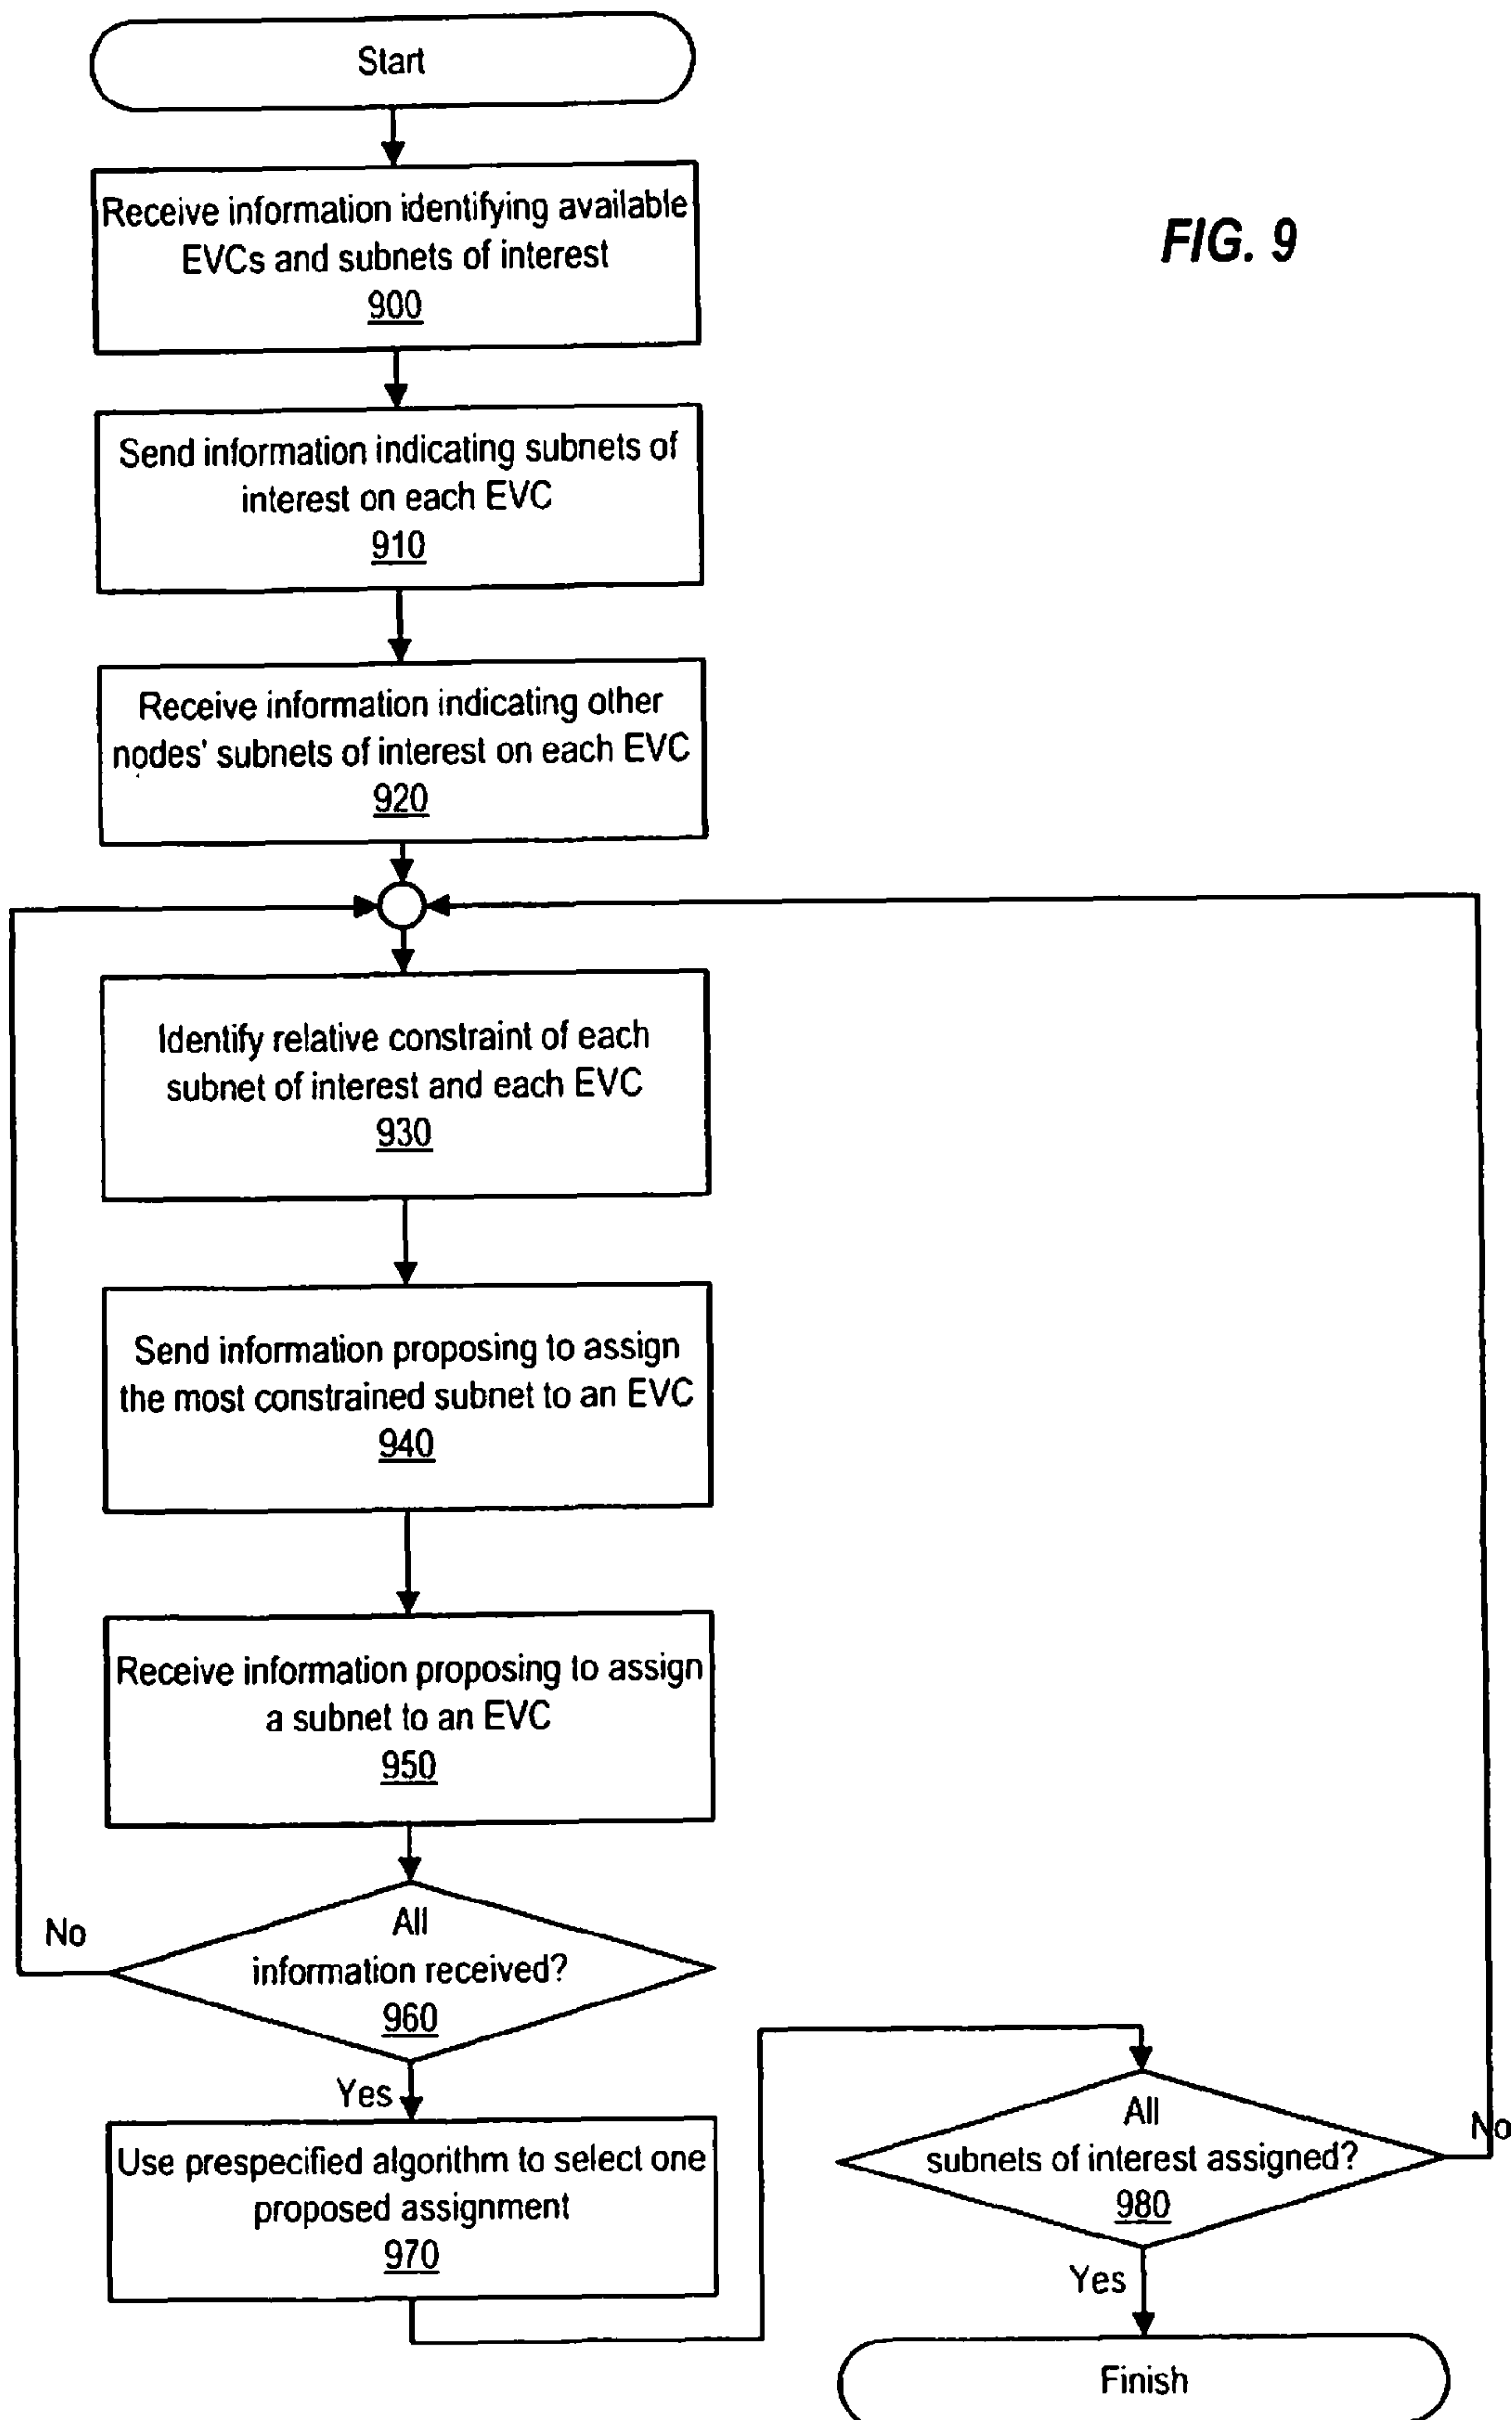 Start
FIG. 9
Receive information identifying available
EVCs and subnets of interest
900
Send information indicating subnets of
interest on each EVC
910
Receive information indicating other
nodes' subnets of interest on each EVC
920
Identify relative constraint of each
subnet of interest and each EVC
930
Send information proposing to assign
the most constrained subnet to an EVC
940
Receive information proposing to assign
a subnet to an EVC
950
No
All
information received?
960
Yes
Use prespecified algorithm to select one
proposed assignment
970
All
subnets of interest assigned?
980
No
Yes
Finish